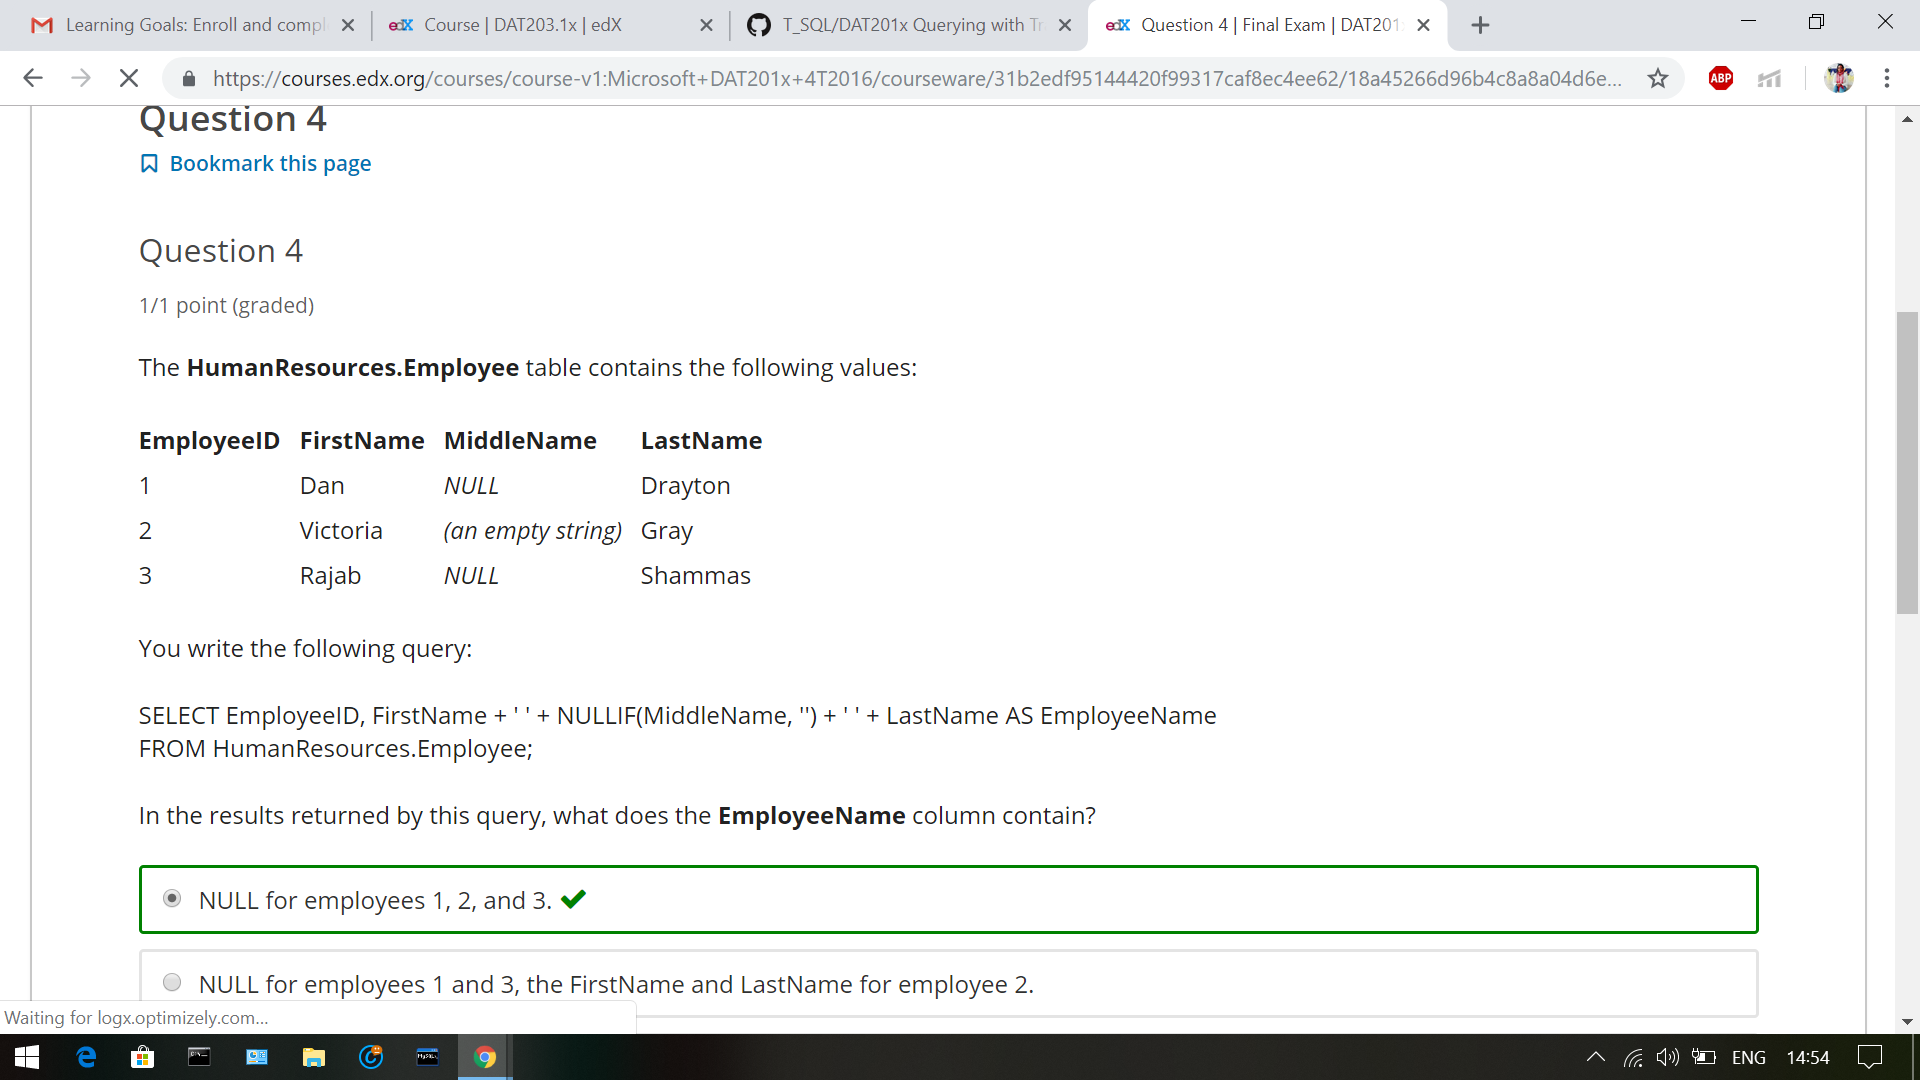 Learning Goals: Enroll and compl
Course | DAT203.1x | edX
T_SQL/DAT201x Querying with Tr
Question 4 | Final Exam | DAT201
https://courses.edx.org/courses/course-v1:Microsoft+DAT201x+4T2016/courseware/31b2edf95144420f99317caf8ec4ee62/18a45266d96b4c8a8a04d6e...
ABP
Question 4
Bookmark this page
Question 4
1/1 point (graded)
The HumanResources.Employee table contains the following values:
EmployeeID FirstName MiddleName LastName
1 Dan NULL Drayton
2 Victoria (an empty string) Gray
3 Rajab NULL Shammas
You write the following query:
SELECT EmployeeID, FirstName + ' ' + NULLIF(MiddleName, '') + ' ' + LastName AS EmployeeName
FROM HumanResources.Employee;
In the results returned by this query, what does the EmployeeName column contain?
NULL for employees 1, 2, and 3.
NULL for employees 1 and 3, the FirstName and LastName for employee 2.
Waiting for logx.optimizely.com...
ENG 14:54